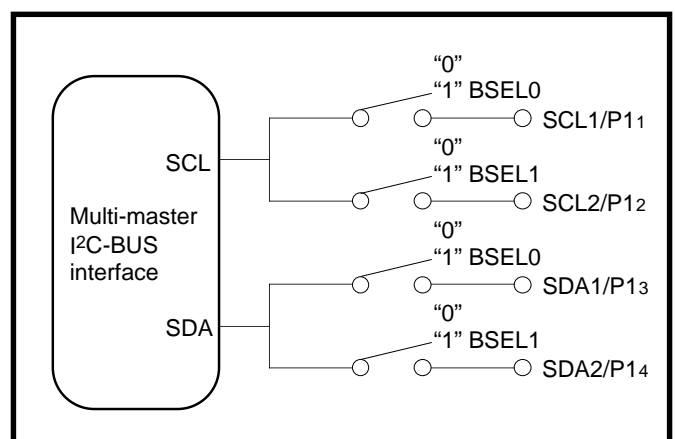 “0”
“1” BSEL0
SCL1/P11
“0”
SCL
“1” BSEL1
SCL2/P12
Multi-master
I2C-BUS
interface
“0”
“1” BSEL0
SDA1/P13
“0”
SDA
“1” BSEL1
SDA2/P14